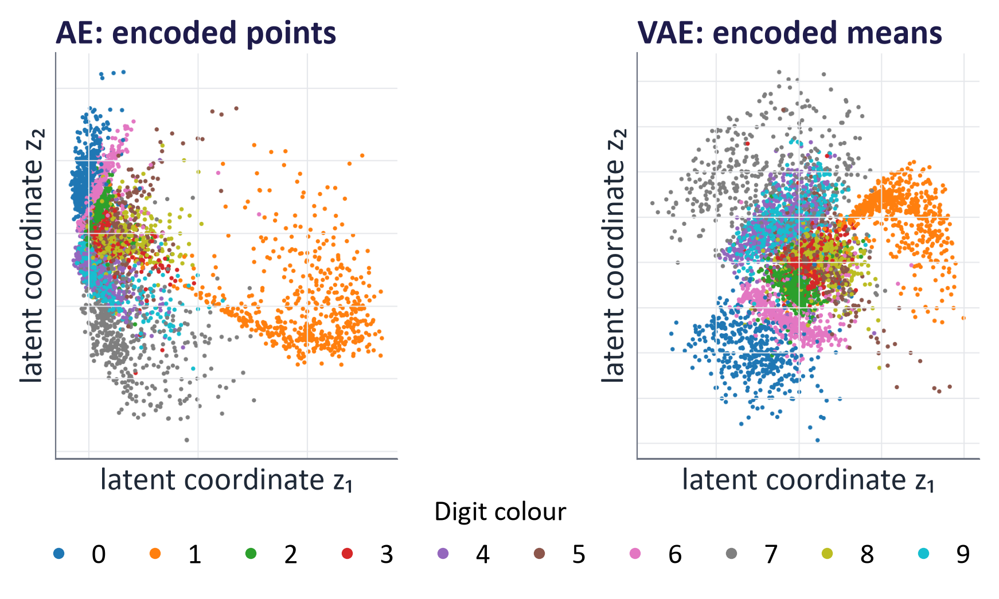 AE: encoded points
VAE: encoded means
latent coordinate z₂
latent coordinate z₂
latent coordinate z₁
latent coordinate z₁
Digit colour
0 1 2 3 4 5 6 7 8 9